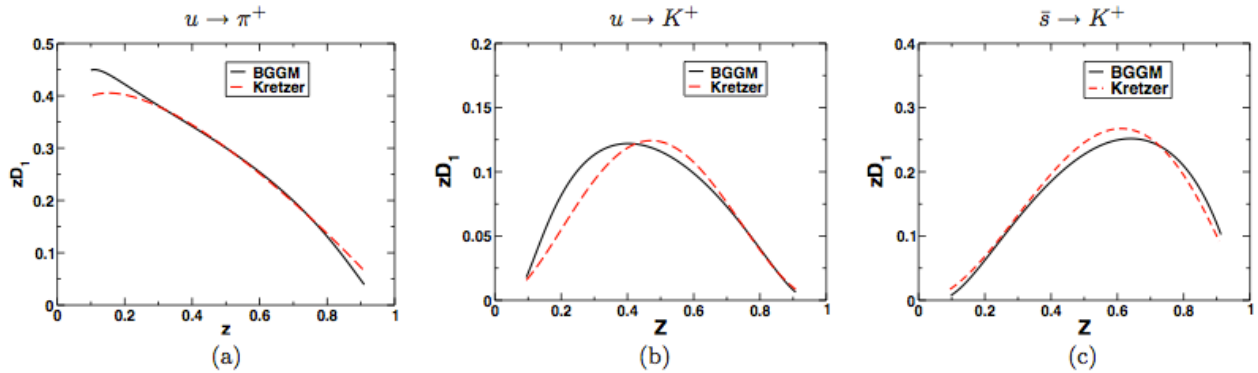 u → π⁺
u → K⁺
s̄ → K⁺
0.5
0.4
0.3
0.2
0.1
0
zD₁
BGGM
Kretzer
0 0.2 0.4 0.6 0.8 1
z
(a)
0.2
0.15
0.1
0.05
0
zD₁
BGGM
Kretzer
0 0.2 0.4 0.6 0.8 1
Z
(b)
0.4
0.3
0.2
0.1
0
zD₁
BGGM
Kretzer
0 0.2 0.4 0.6 0.8 1
Z
(c)